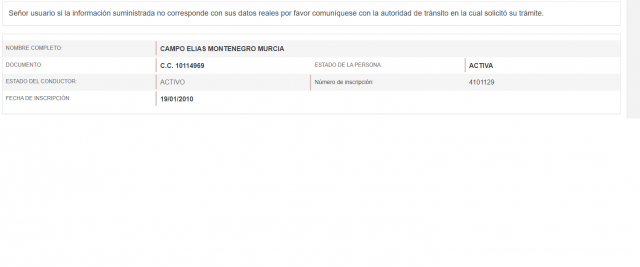 Señor usuario si la información suministrada no corresponde con sus datos reales por favor comuníquese con la autoridad de tránsito en la cual solicitó su trámite.
NOMBRE COMPLETO: CAMPO ELIAS MONTENEGRO MURCIA
DOCUMENTO: C.C. 10114969 ESTADO DE LA PERSONA: ACTIVA
ESTADO DEL CONDUCTOR: ACTIVO Número de inscripción: 4101129
FECHA DE INSCRIPCIÓN: 19/01/2010